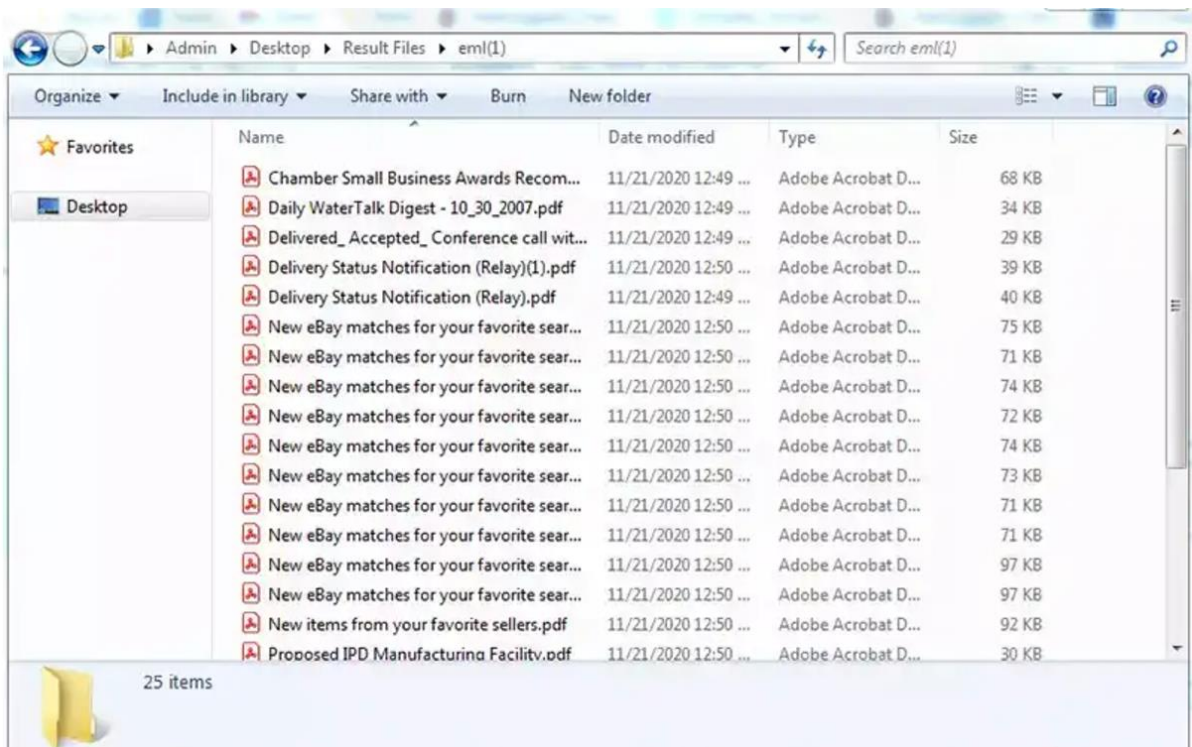 Admin Desktop Result Files eml(1) Search eml(1)
Organize Include in library Share with Burn New folder
Favorites
Desktop
Name Date modified Type Size
Chamber Small Business Awards Recom... 11/21/2020 12:49 ... Adobe Acrobat D... 68 KB
Daily WaterTalk Digest - 10_30_2007.pdf 11/21/2020 12:49 ... Adobe Acrobat D... 34 KB
Delivered_ Accepted_ Conference call wit... 11/21/2020 12:49 ... Adobe Acrobat D... 29 KB
Delivery Status Notification (Relay)(1).pdf 11/21/2020 12:50 ... Adobe Acrobat D... 39 KB
Delivery Status Notification (Relay).pdf 11/21/2020 12:49 ... Adobe Acrobat D... 40 KB
New eBay matches for your favorite sear... 11/21/2020 12:50 ... Adobe Acrobat D... 75 KB
New eBay matches for your favorite sear... 11/21/2020 12:50 ... Adobe Acrobat D... 71 KB
New eBay matches for your favorite sear... 11/21/2020 12:50 ... Adobe Acrobat D... 74 KB
New eBay matches for your favorite sear... 11/21/2020 12:50 ... Adobe Acrobat D... 72 KB
New eBay matches for your favorite sear... 11/21/2020 12:50 ... Adobe Acrobat D... 74 KB
New eBay matches for your favorite sear... 11/21/2020 12:50 ... Adobe Acrobat D... 73 KB
New eBay matches for your favorite sear... 11/21/2020 12:50 ... Adobe Acrobat D... 71 KB
New eBay matches for your favorite sear... 11/21/2020 12:50 ... Adobe Acrobat D... 71 KB
New eBay matches for your favorite sear... 11/21/2020 12:50 ... Adobe Acrobat D... 97 KB
New eBay matches for your favorite sear... 11/21/2020 12:50 ... Adobe Acrobat D... 97 KB
New items from your favorite sellers.pdf 11/21/2020 12:50 ... Adobe Acrobat D... 92 KB
Proposed IPD Manufacturing Facility.pdf 11/21/2020 12:50 ... Adobe Acrobat D... 30 KB
25 items